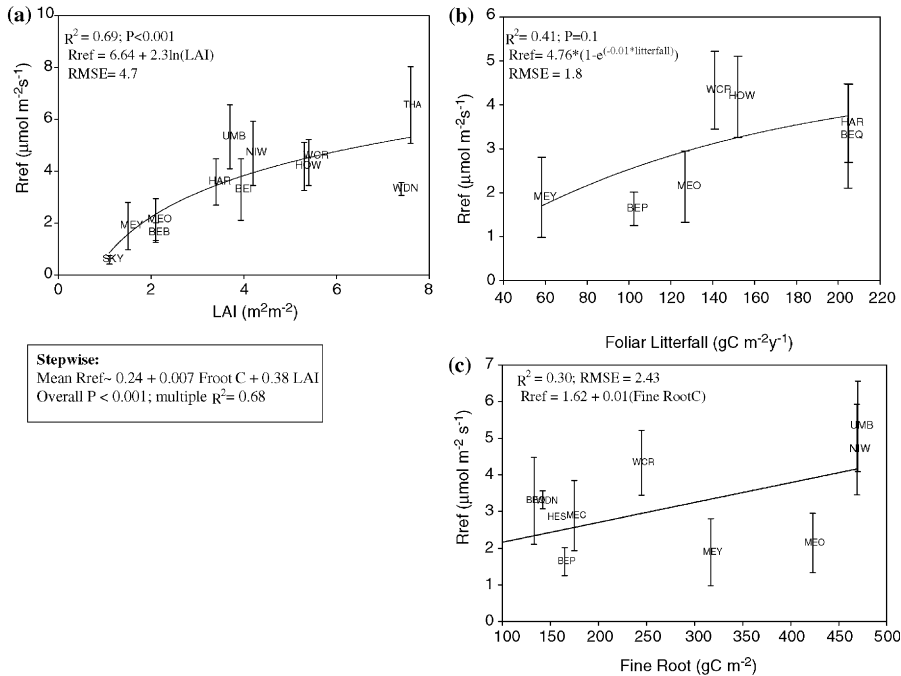 (a)
R² = 0.69; P<0.001
Rref = 6.64 + 2.3ln(LAI)
RMSE= 4.7
Rref (μmol m-2s-1)
10
8
6
4
2
0
THA
UMB
NIW
WCR
HOW
HAR
WDN
MEO
MEY
SKY
0 2 4 6 8
LAI (m²m-2)
(b)
R² = 0.41; P=0.1
Rref= 4.76*(1-e(-0.01*litterfall))
RMSE = 1.8
Rref (μmol m-2s-1)
6
5
4
3
2
1
0
WCR
HOW
HAR
BEQ
MEO
MEY
BEP
40 60 80 100 120 140 160 180 200 220
Foliar Litterfall (gC m-2y-1)
Stepwise:
Mean Rref~ 0.24 + 0.007 Froot C + 0.38 LAI
Overall P < 0.001; multiple R²= 0.68
(c)
R² = 0.30; RMSE = 2.43
Rref = 1.62 + 0.01(Fine RootC)
Rref (μmol m-2 s-1)
7
6
5
4
3
2
1
0
UMB
NIW
WCR
HES
MEO
MEY
BEP
100 150 200 250 300 350 400 450 500
Fine Root (gC m-2)